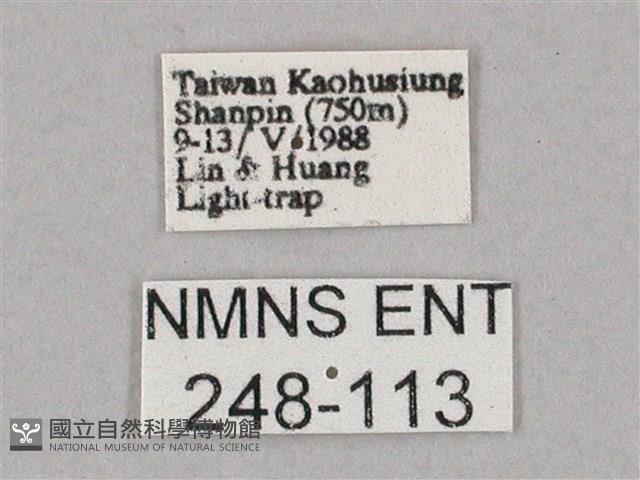 Taiwan Kaohusiung
Shanpin (750m)
9-13/ V/1988
Lin & Huang
Light trap
NMNS ENT
248-113
國立自然科學博物館
NATIONAL MUSEUM OF NATURAL SCIENCE